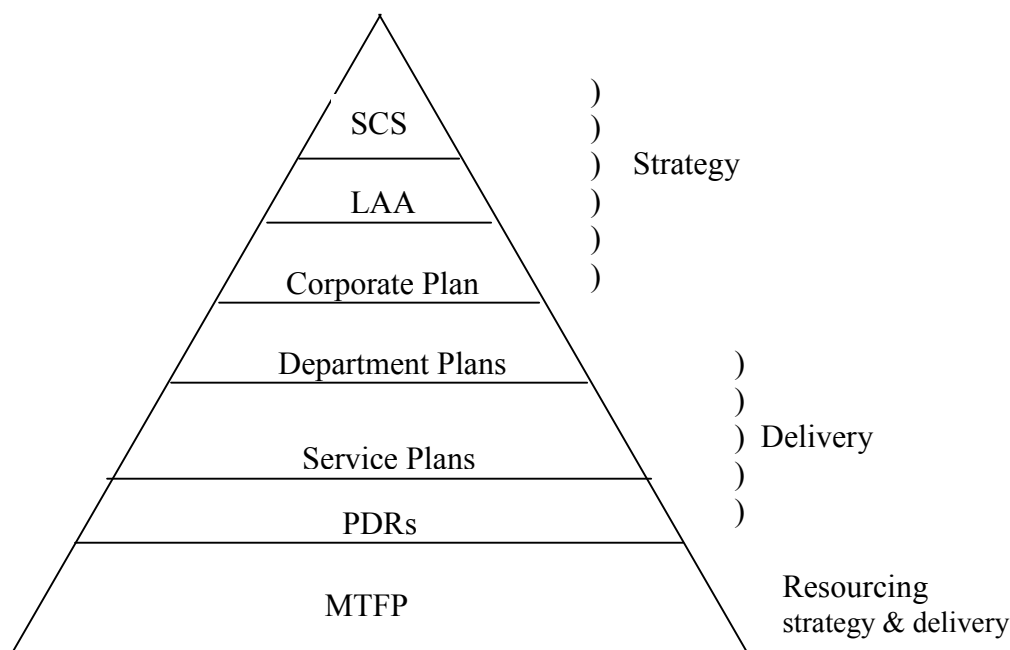 )
SCS
)
) Strategy
LAA
)
)
Corporate Plan
)
Department Plans
)
)
) Delivery
Service Plans
)
PDRs
)
MTFP
Resourcing
strategy & delivery